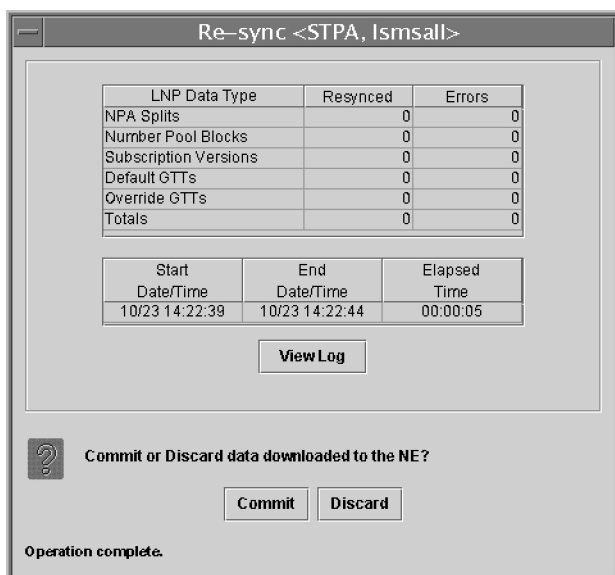 Re-sync <STPA, lsmsall>
LNP Data Type Resynced Errors
NPA Splits 0 0
Number Pool Blocks 0 0
Subscription Versions 0 0
Default GTTs 0 0
Override GTTs 0 0
Totals 0 0
Start End Elapsed
Date/Time Date/Time Time
10/23 14:22:39 10/23 14:22:44 00:00:05
View Log
Commit or Discard data downloaded to the NE?
Commit Discard
Operation complete.